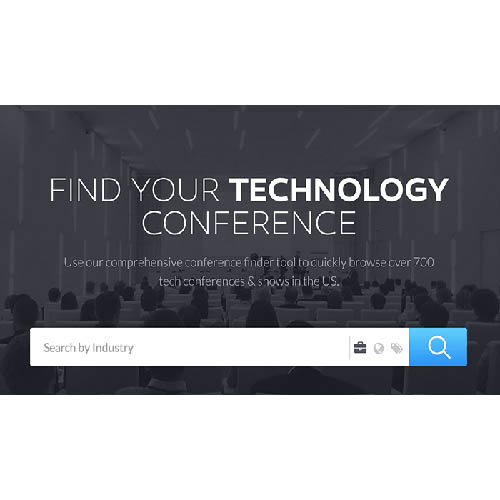 FIND YOUR TECHNOLOGY
CONFERENCE
Use our comprehensive conference finder tool to quickly browse over 700
tech conferences & shows in the US.
Search by Industry